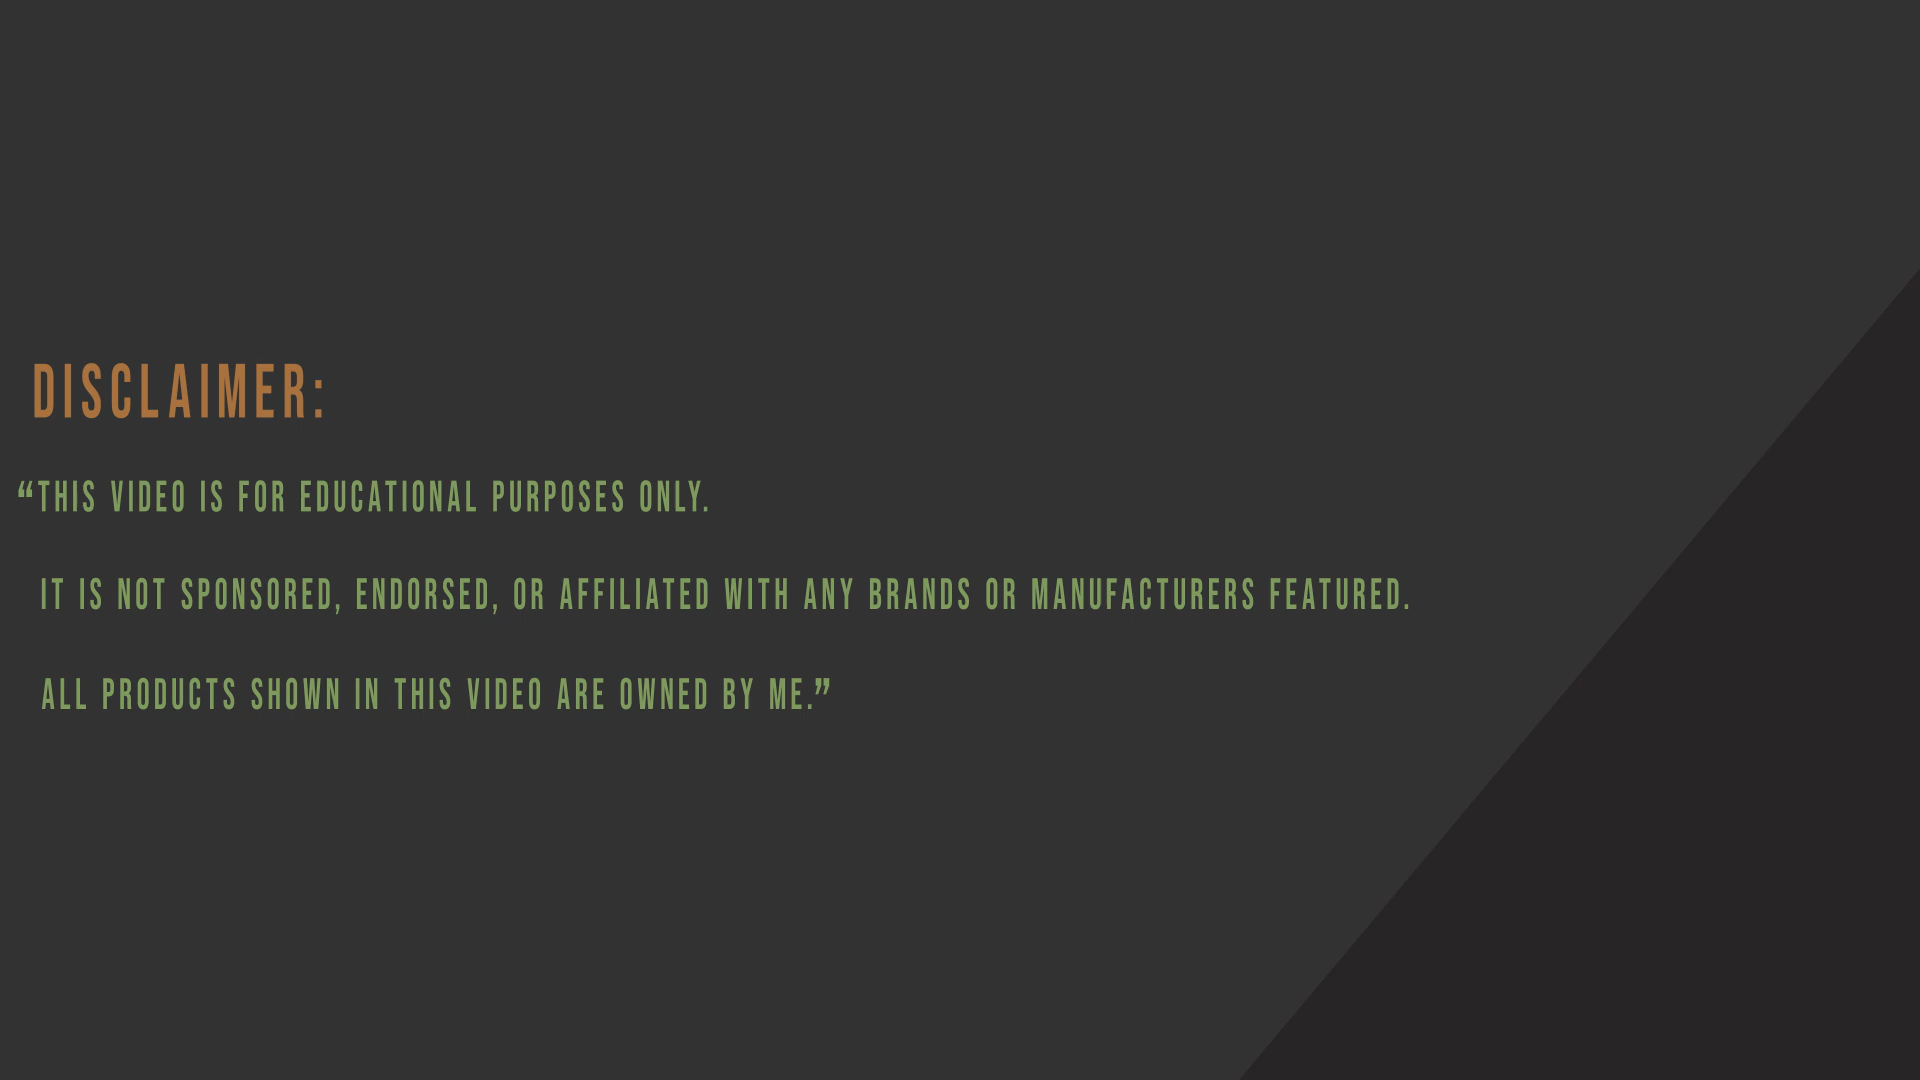 DISCLAIMER:
“THIS VIDEO IS FOR EDUCATIONAL PURPOSES ONLY.
IT IS NOT SPONSORED, ENDORSED, OR AFFILIATED WITH ANY BRANDS OR MANUFACTURERS FEATURED.
ALL PRODUCTS SHOWN IN THIS VIDEO ARE OWNED BY ME.”